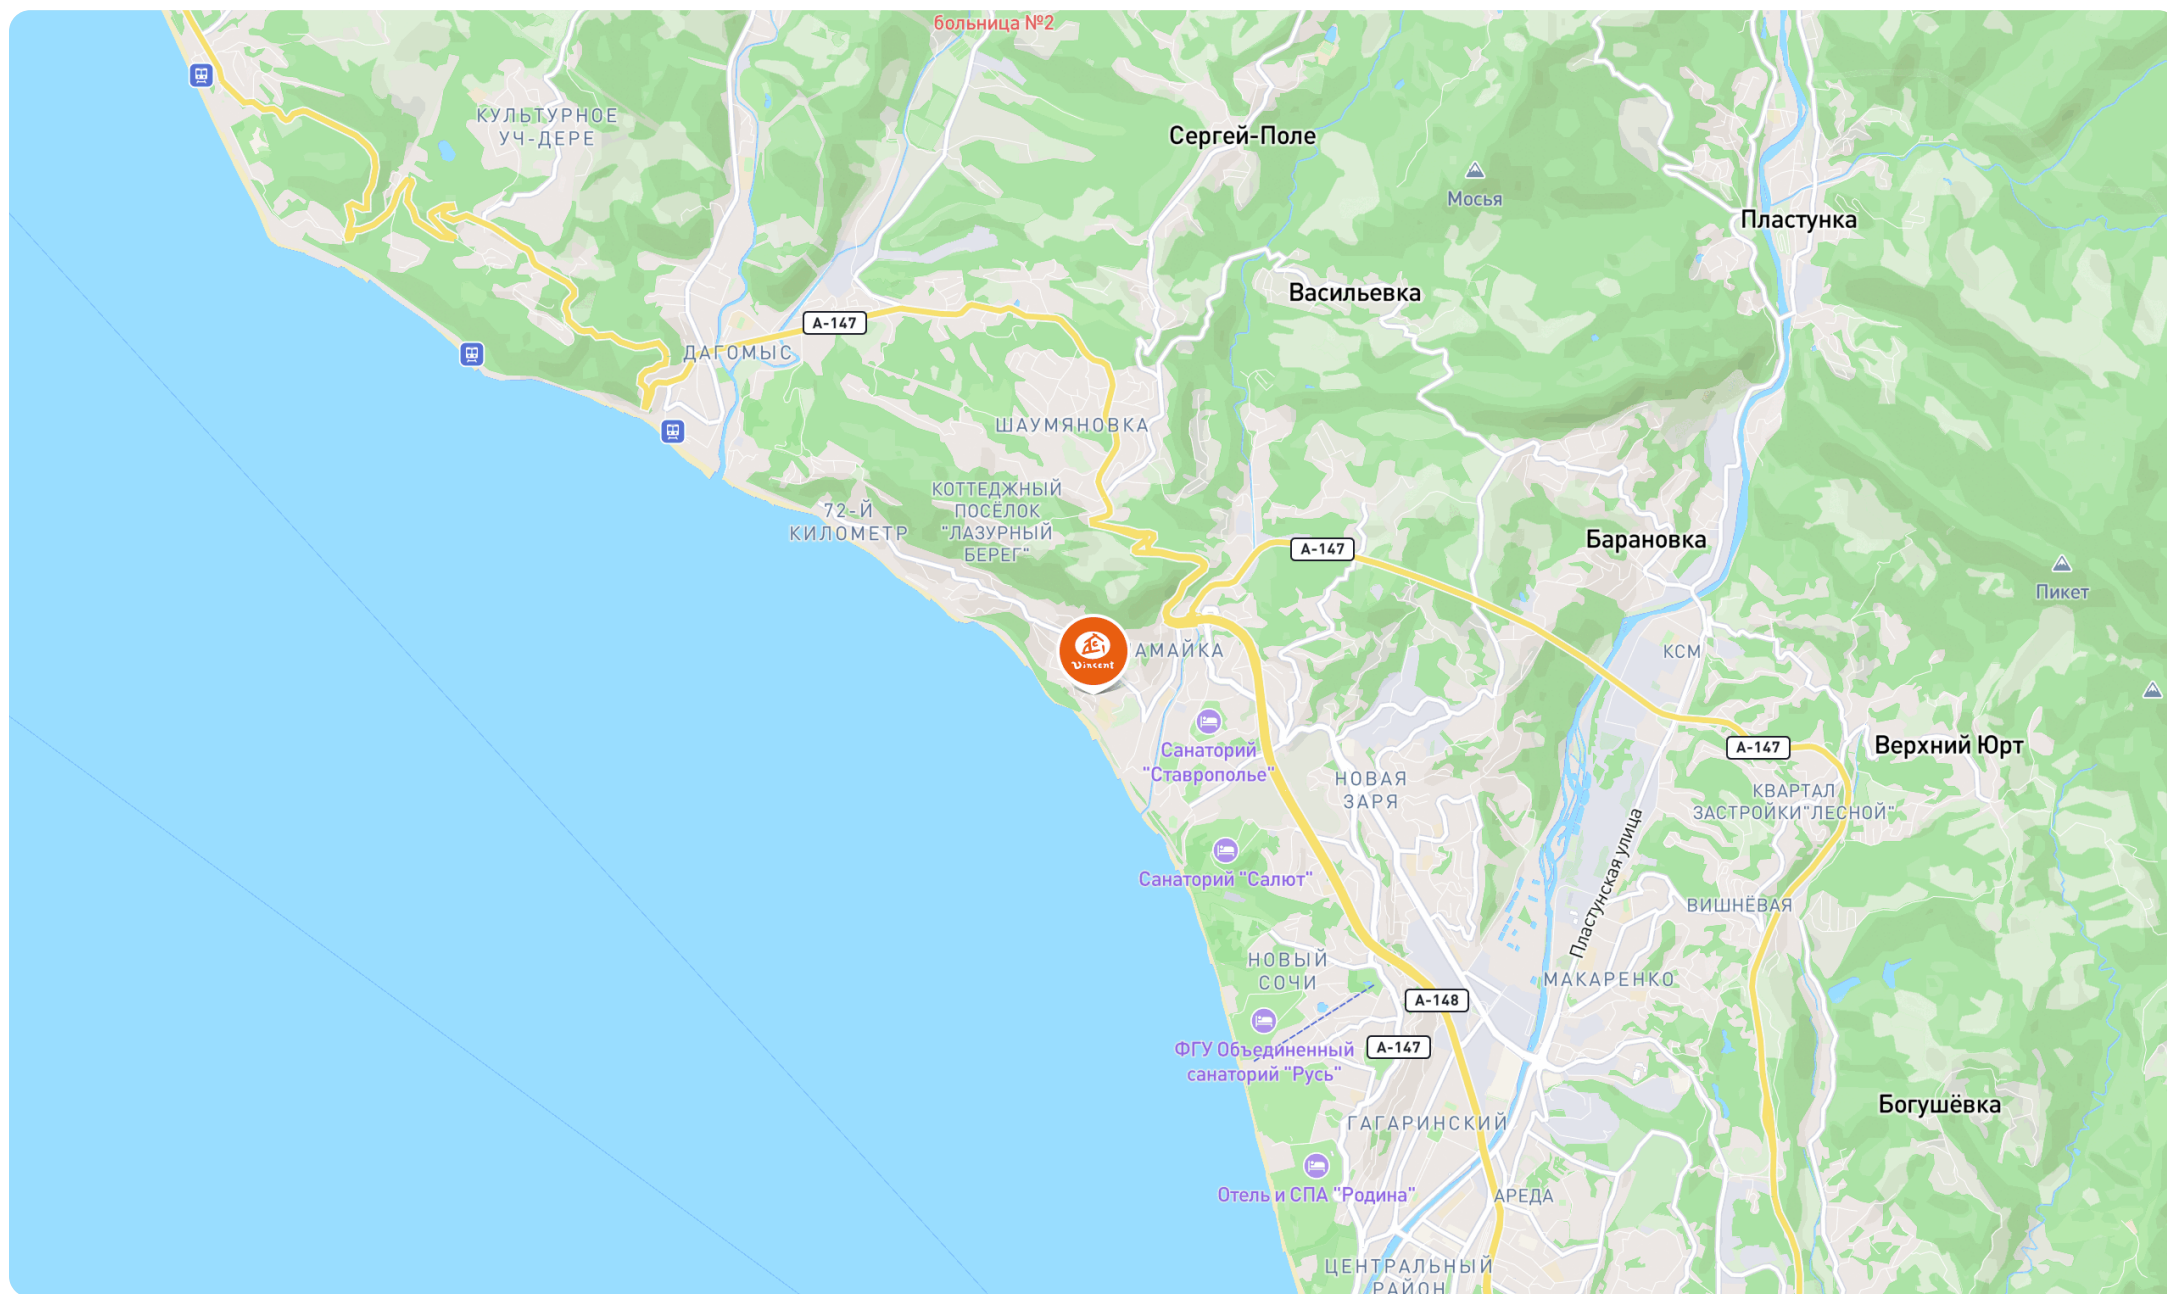 больница №2
КУЛЬТУРНОЕ
УЧ-ДЕРЕ
Сергей-Поле
Мосья
Пластунка
Васильевка
А-147
ДАГОМЫС
ШАУМЯНОВКА
КОТТЕДЖНЫЙ
ПОСЁЛОК
"ЛАЗУРНЫЙ
БЕРЕГ"
72-Й
КИЛОМЕТР
А-147
Барановка
Пикет
Vincent
АМАЙКА
КСМ
Санаторий
"Ставрополье"
А-147
Верхний Юрт
НОВАЯ
ЗАРЯ
КВАРТАЛ
ЗАСТРОЙКИ"ЛЕСНОЙ"
Пластунская улица
Санаторий "Салют"
ВИШНЁВАЯ
НОВЫЙ
СОЧИ
МАКАРЕНКО
А-148
А-147
ФГУ Объединенный
санаторий "Русь"
Богушёвка
ГАГАРИНСКИЙ
Отель и СПА "Родина"
АРЕДА
ЦЕНТРАЛЬНЫЙ
РАЙОН